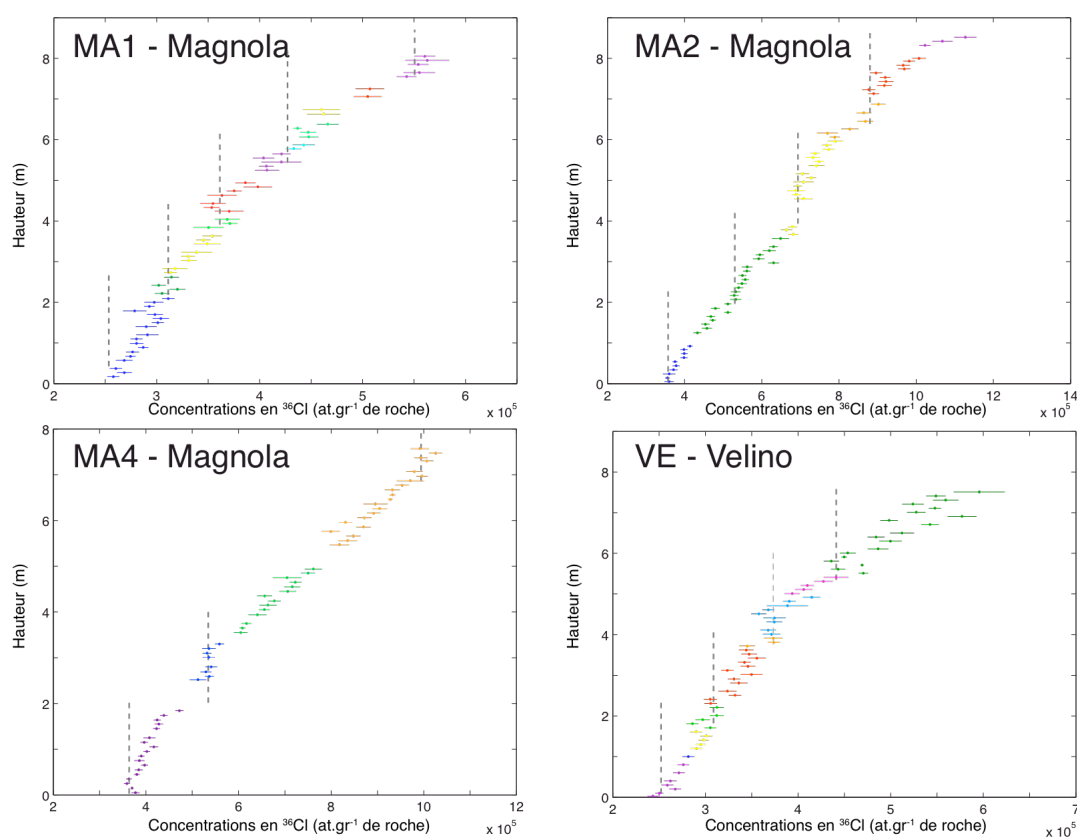 MA1 - Magnola
Hauteur (m)
8
6
4
2
0
2
3
4
5
6
Concentrations en ³⁶Cl (at.gr⁻¹ de roche)
x 10⁵
MA2 - Magnola
Hauteur (m)
8
6
4
2
0
2
4
6
8
10
12
14
Concentrations en ³⁶Cl (at.gr⁻¹ de roche)
x 10⁵
MA4 - Magnola
Hauteur (m)
8
6
4
2
0
2
4
6
8
10
12
Concentrations en ³⁶Cl (at.gr⁻¹ de roche)
x 10⁵
VE - Velino
Hauteur (m)
8
6
4
2
0
2
3
4
5
6
7
Concentrations en ³⁶Cl (at.gr⁻¹ de roche)
x 10⁵